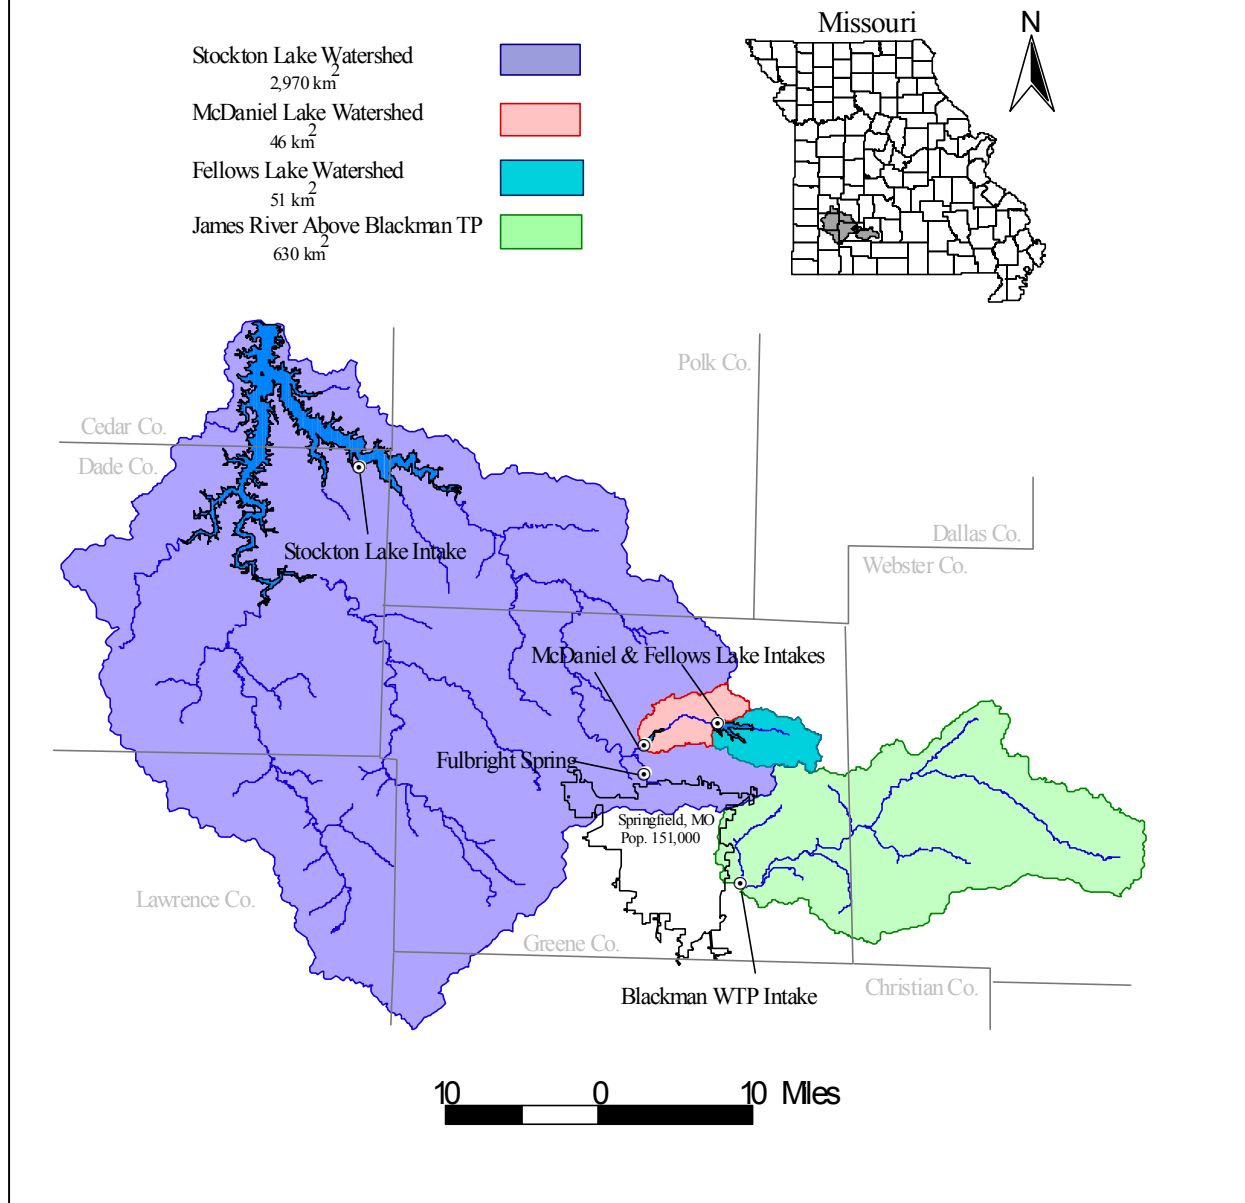 Missouri
N
Stockton Lake Watershed
2,970 km2
McDaniel Lake Watershed
46 km2
Fellows Lake Watershed
51 km2
James River Above Blackman TP
630 km2
Polk Co.
Cedar Co.
Dade Co.
Dallas Co.
Stockton Lake Intake
Webster Co.
McDaniel & Fellows Lake Intakes
Fulbright Spring
Springfield, MO
Pop. 151,000
Lawrence Co.
Greene Co.
Christian Co.
Blackman WTP Intake
10 0 10 Miles